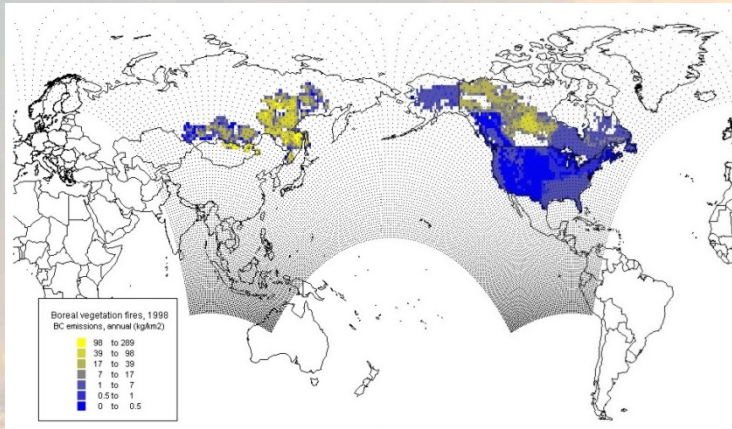 Boreal vegetation fires, 1998
BC emissions, annual (kg/km2)
98 to 289
39 to 98
17 to 39
7 to 17
1 to 7
0.5 to 1
0 to 0.5